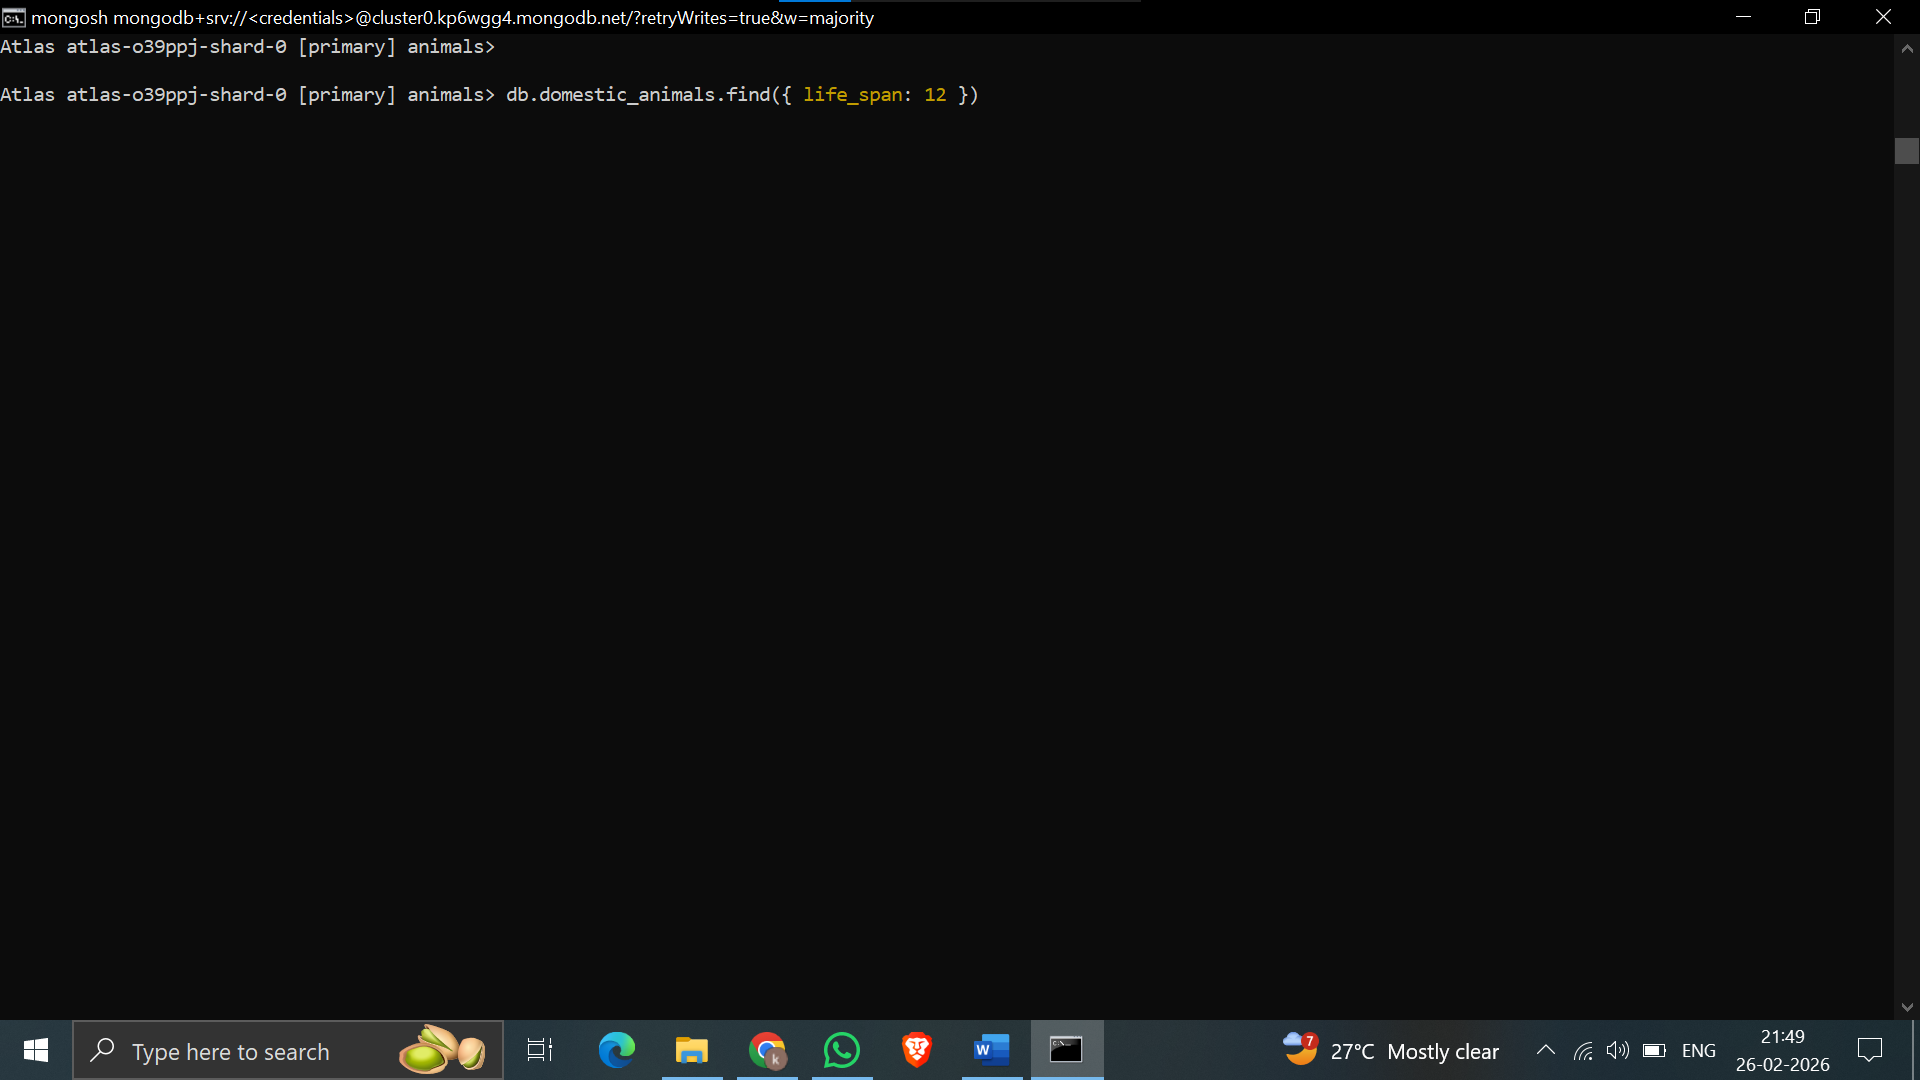 mongosh mongodb+srv://<credentials>@cluster0.kp6wgg4.mongodb.net/?retryWrites=true&w=majority
Atlas atlas-o39ppj-shard-0 [primary] animals>
Atlas atlas-o39ppj-shard-0 [primary] animals> db.domestic_animals.find({ life_span: 12 })
Type here to search
7
27°C Mostly clear
ENG
21:49
26-02-2026